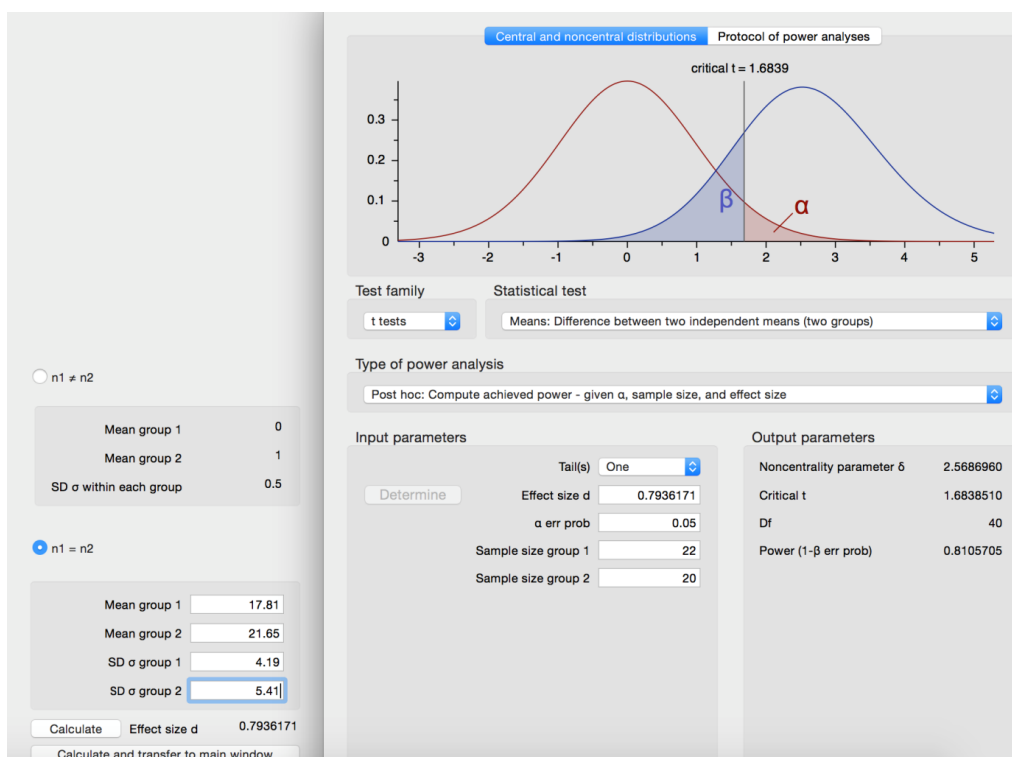 Central and noncentral distributions
Protocol of power analyses
critical t = 1.6839
0.3
0.2
0.1
0
β
α
-3 -2 -1 0 1 2 3 4 5
Test family
Statistical test
t tests
Means: Difference between two independent means (two groups)
Type of power analysis
Post hoc: Compute achieved power - given α, sample size, and effect size
n1 ≠ n2
Mean group 1 0
Mean group 2 1
SD σ within each group 0.5
n1 = n2
Mean group 1 17.81
Mean group 2 21.65
SD σ group 1 4.19
SD σ group 2 5.41
Calculate Effect size d 0.7936171
Calculate and transfer to main window
Input parameters
Tail(s) One
Determine Effect size d 0.7936171
α err prob 0.05
Sample size group 1 22
Sample size group 2 20
Output parameters
Noncentrality parameter δ 2.5686960
Critical t 1.6838510
Df 40
Power (1-β err prob) 0.8105705